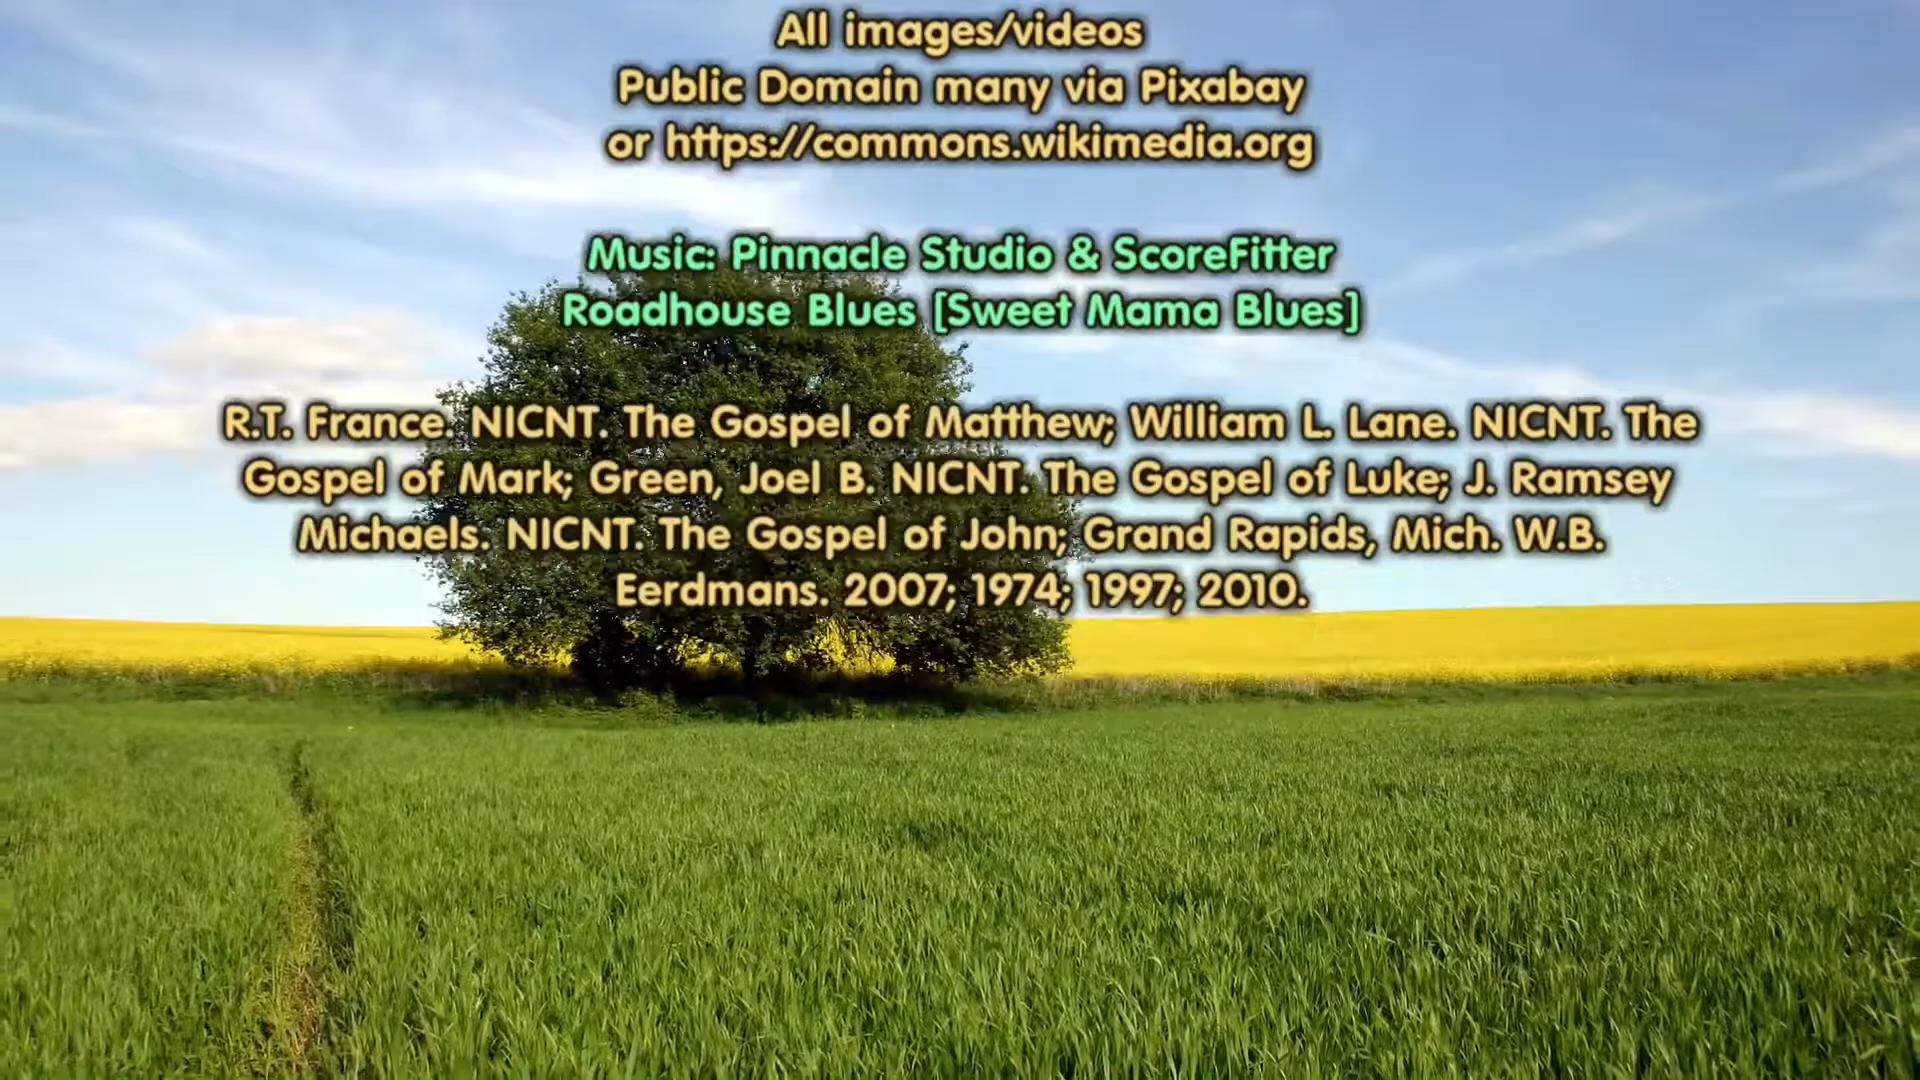 All images/videos
Public Domain many via Pixabay
or https://commons.wikimedia.org
Music: Pinnacle Studio & ScoreFitter
Roadhouse Blues [Sweet Mama Blues]
R.T. France. NICNT. The Gospel of Matthew; William L. Lane. NICNT. The
Gospel of Mark; Green, Joel B. NICNT. The Gospel of Luke; J. Ramsey
Michaels. NICNT. The Gospel of John; Grand Rapids, Mich. W.B.
Eerdmans. 2007; 1974; 1997; 2010.